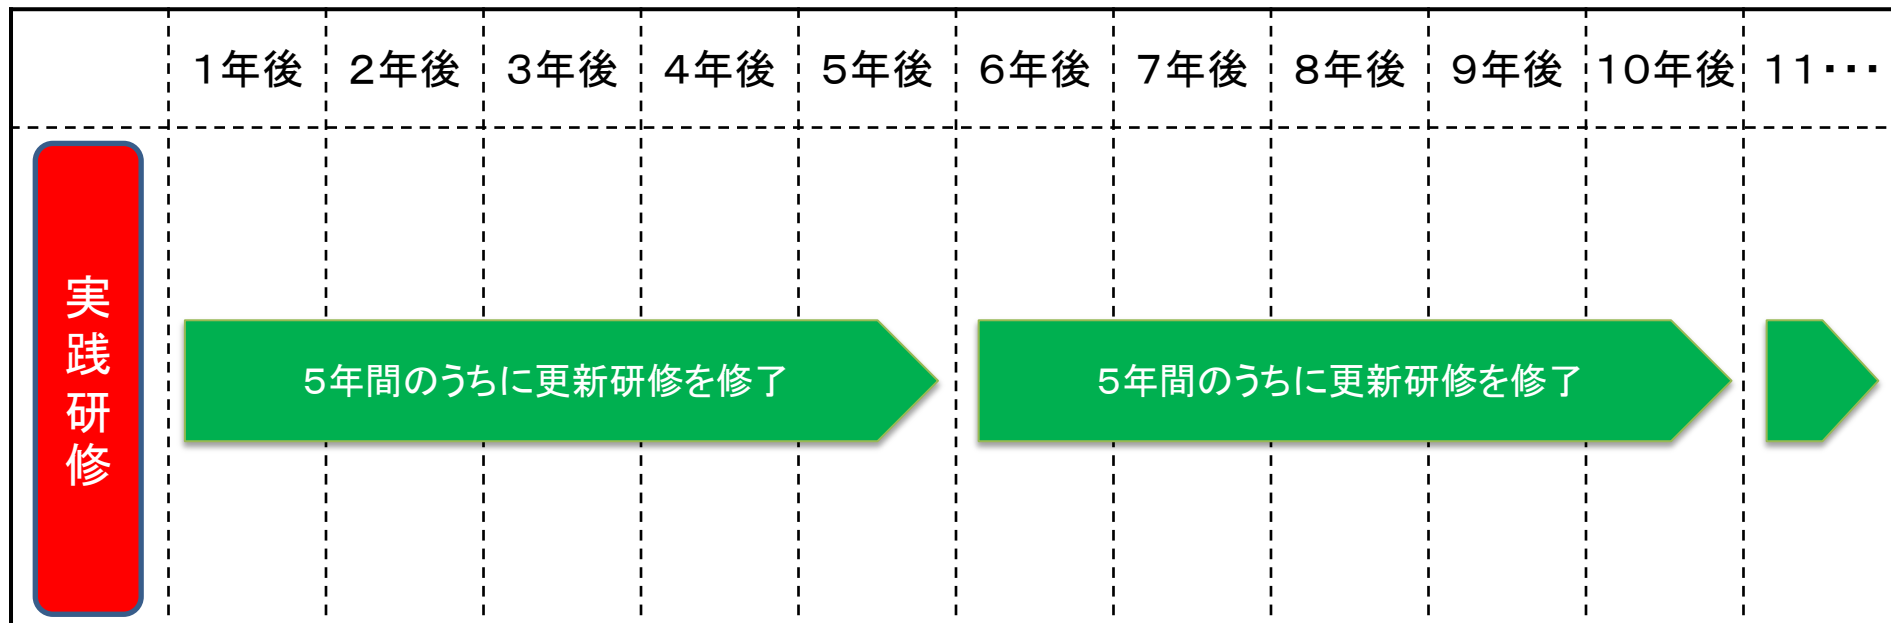 1年後 2年後 3年後 4年後 5年後 6年後 7年後 8年後 9年後 10年後 11・・・
実践研修
5年間のうちに更新研修を修了
5年間のうちに更新研修を修了